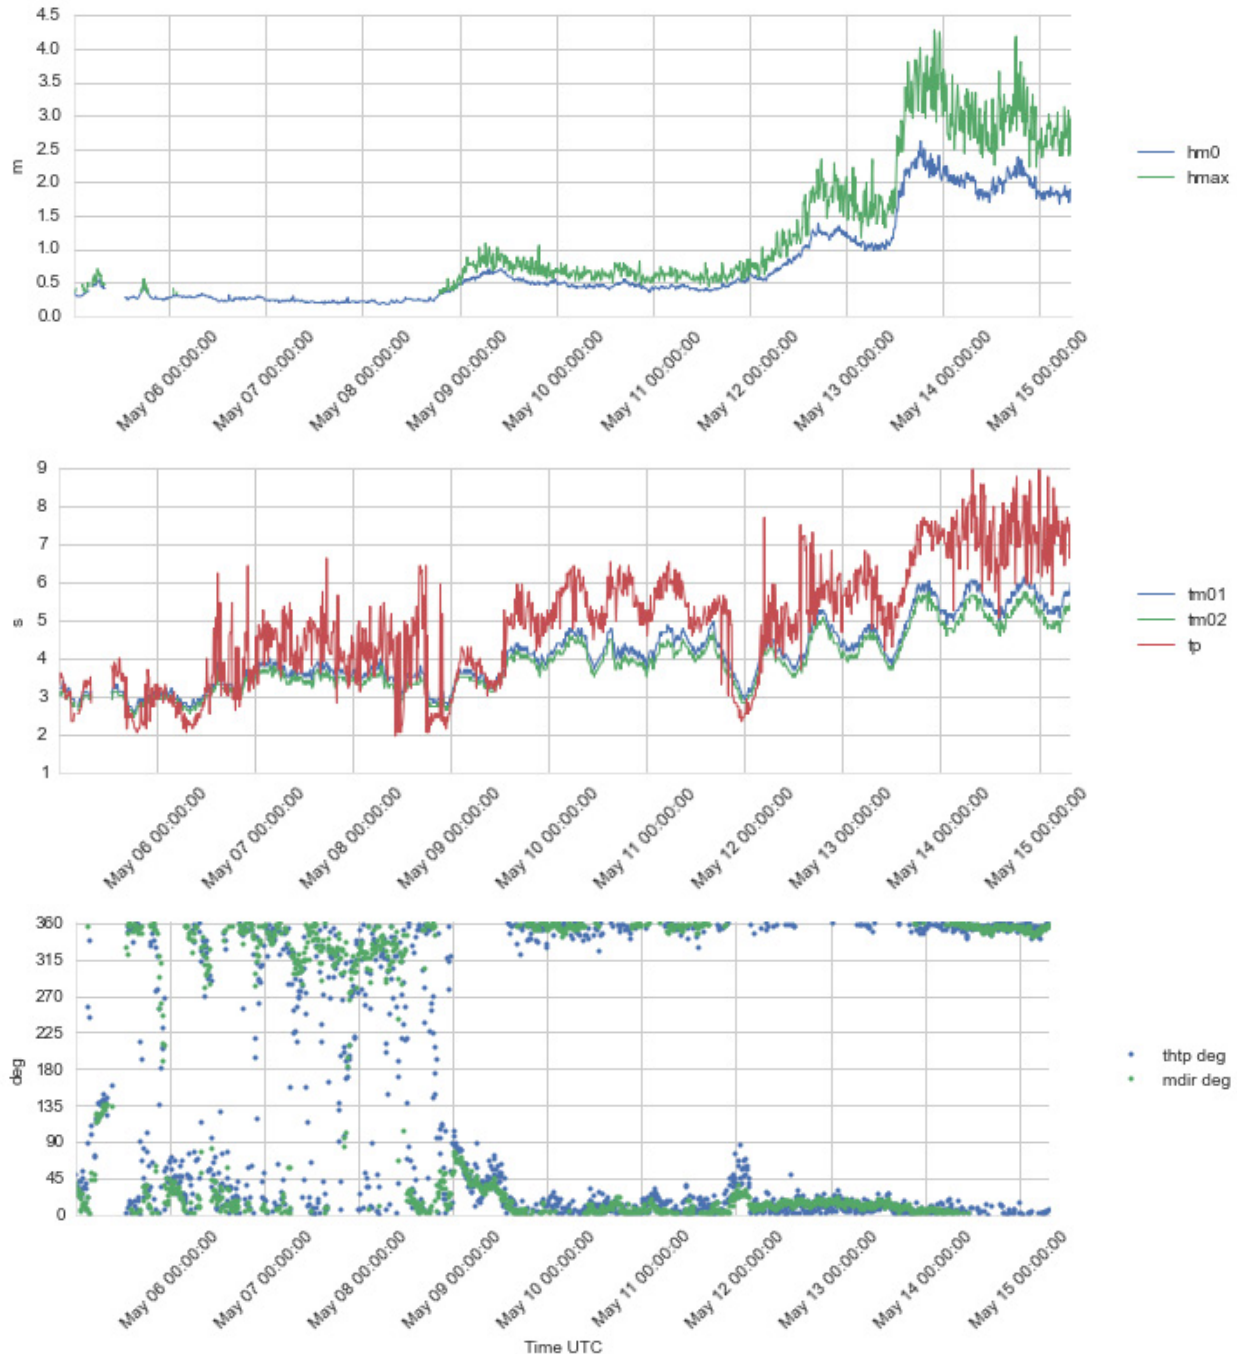 4.5
4.0
3.5
3.0
2.5
2.0
1.5
1.0
0.5
0.0
m
hm0
hmax
May 06 00:00:00
May 07 00:00:00
May 08 00:00:00
May 09 00:00:00
May 10 00:00:00
May 11 00:00:00
May 12 00:00:00
May 13 00:00:00
May 14 00:00:00
May 15 00:00:00
9
8
7
6
5
4
3
2
1
s
tm01
tm02
tp
May 06 00:00:00
May 07 00:00:00
May 08 00:00:00
May 09 00:00:00
May 10 00:00:00
May 11 00:00:00
May 12 00:00:00
May 13 00:00:00
May 14 00:00:00
May 15 00:00:00
360
315
270
225
180
135
90
45
0
deg
thtp deg
mdir deg
May 06 00:00:00
May 07 00:00:00
May 08 00:00:00
May 09 00:00:00
May 10 00:00:00
May 11 00:00:00
May 12 00:00:00
May 13 00:00:00
May 14 00:00:00
May 15 00:00:00
Time UTC